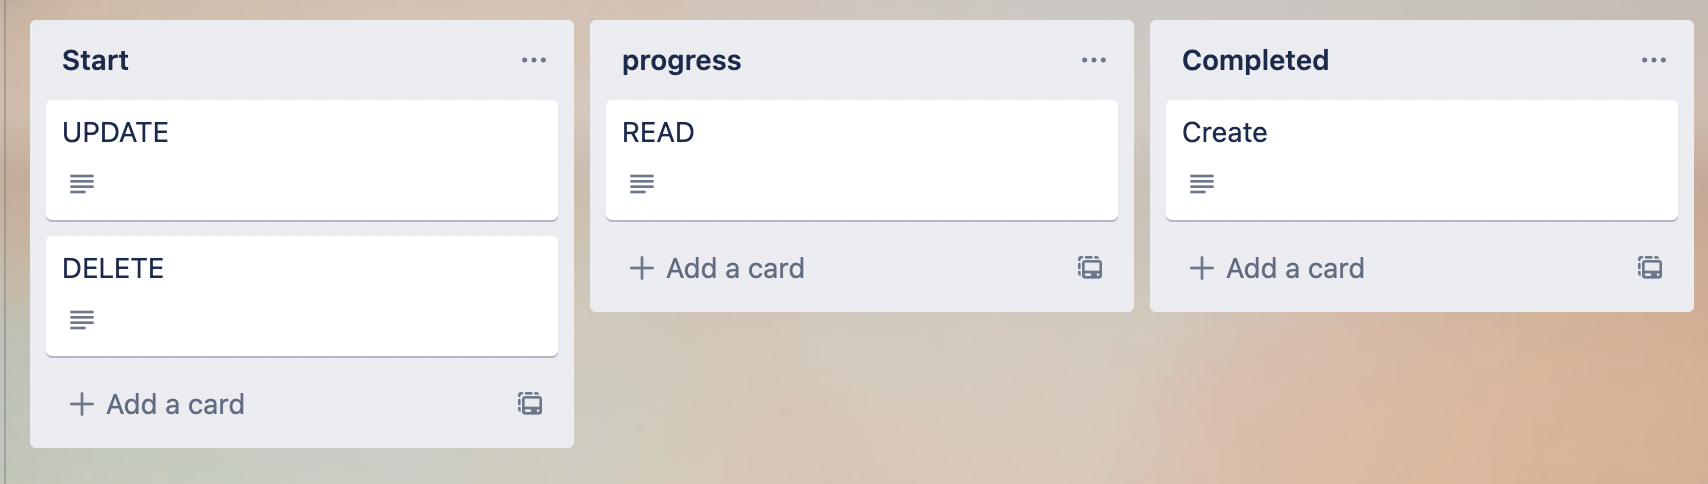 Start
UPDATE
DELETE
+ Add a card
progress
READ
+ Add a card
Completed
Create
+ Add a card